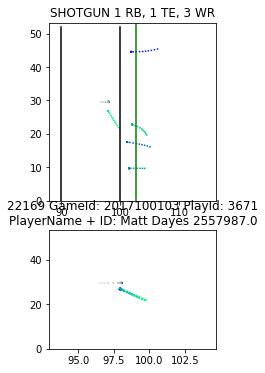 SHOTGUN 1 RB, 1 TE, 3 WR
50
40
30
20
10
0
90 100 110
22169 GameId: 2017100103 PlayId: 3671
PlayerName + ID: Matt Dayes 2557987.0
40
20
0
95.0 97.5 100.0 102.5